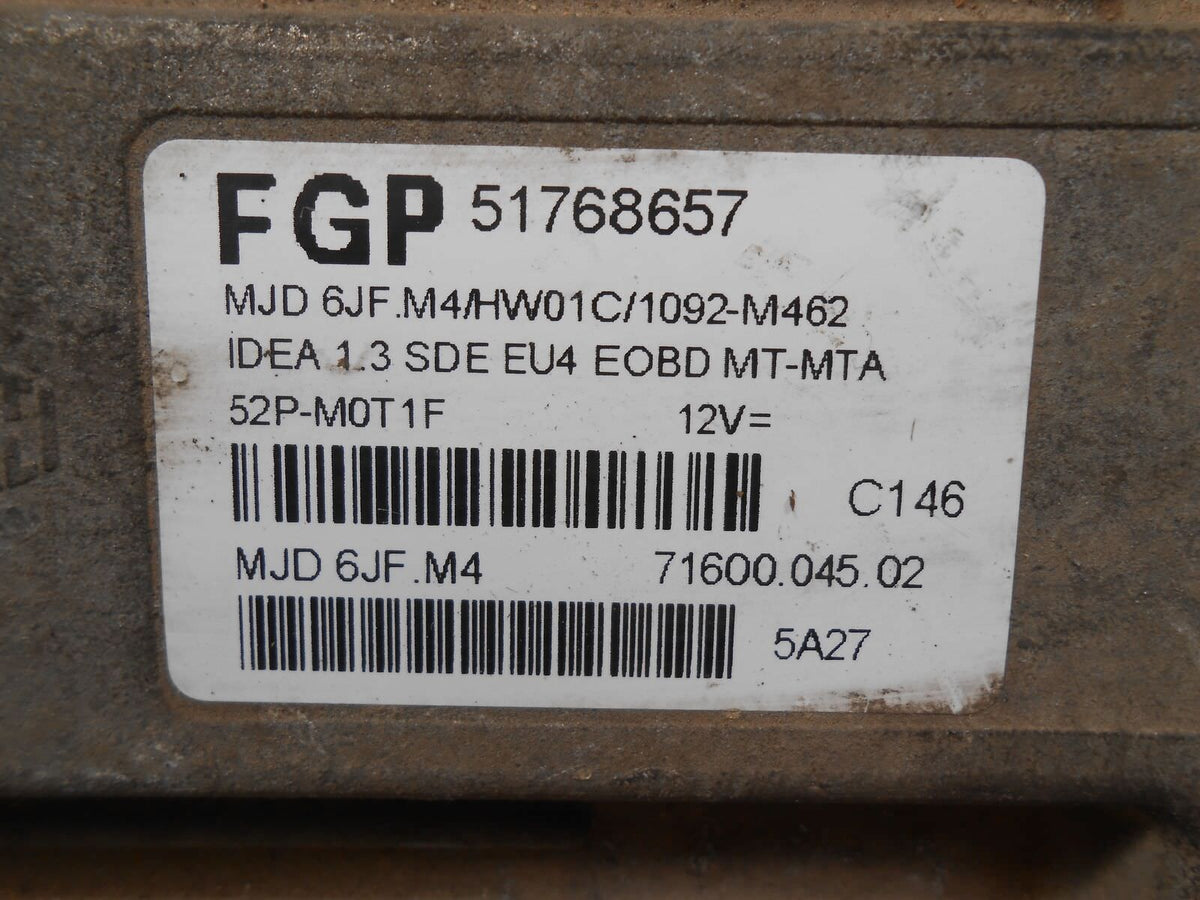 FGP 51768657
MJD 6JF.M4/HW01C/1092-M462
IDEA 1.3 SDE EU4 EOBD MT-MTA
52P-M0T1F 12V=
C146
MJD 6JF.M4 71600.045.02
5A27